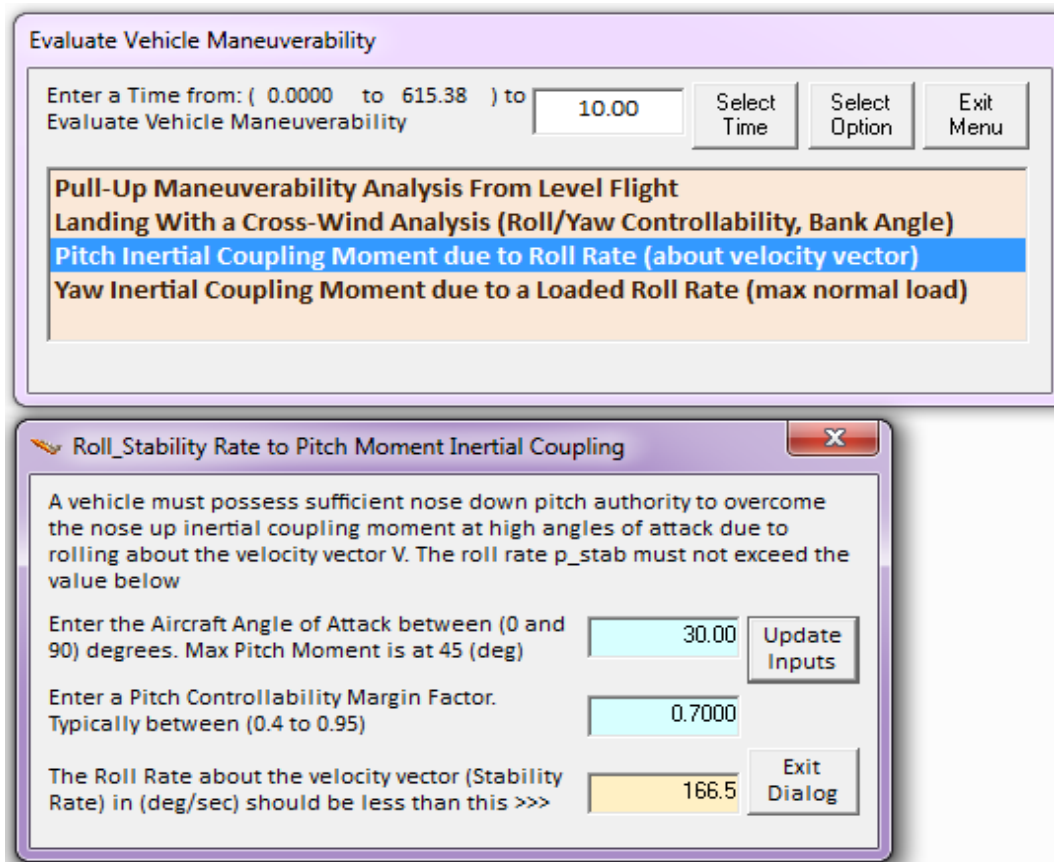 Evaluate Vehicle Maneuverability
Enter a Time from: ( 0.0000 to 615.38 ) to
Evaluate Vehicle Maneuverability
10.00
Select
Time
Select
Option
Exit
Menu
Pull-Up Maneuverability Analysis From Level Flight
Landing With a Cross-Wind Analysis (Roll/Yaw Controllability, Bank Angle)
Pitch Inertial Coupling Moment due to Roll Rate (about velocity vector)
Yaw Inertial Coupling Moment due to a Loaded Roll Rate (max normal load)
Roll_Stability Rate to Pitch Moment Inertial Coupling
A vehicle must possess sufficient nose down pitch authority to overcome
the nose up inertial coupling moment at high angles of attack due to
rolling about the velocity vector V. The roll rate p_stab must not exceed the
value below
Enter the Aircraft Angle of Attack between (0 and
90) degrees. Max Pitch Moment is at 45 (deg)
30.00
Update
Inputs
Enter a Pitch Controllability Margin Factor.
Typically between (0.4 to 0.95)
0.7000
The Roll Rate about the velocity vector (Stability
Rate) in (deg/sec) should be less than this >>>
166.5
Exit
Dialog